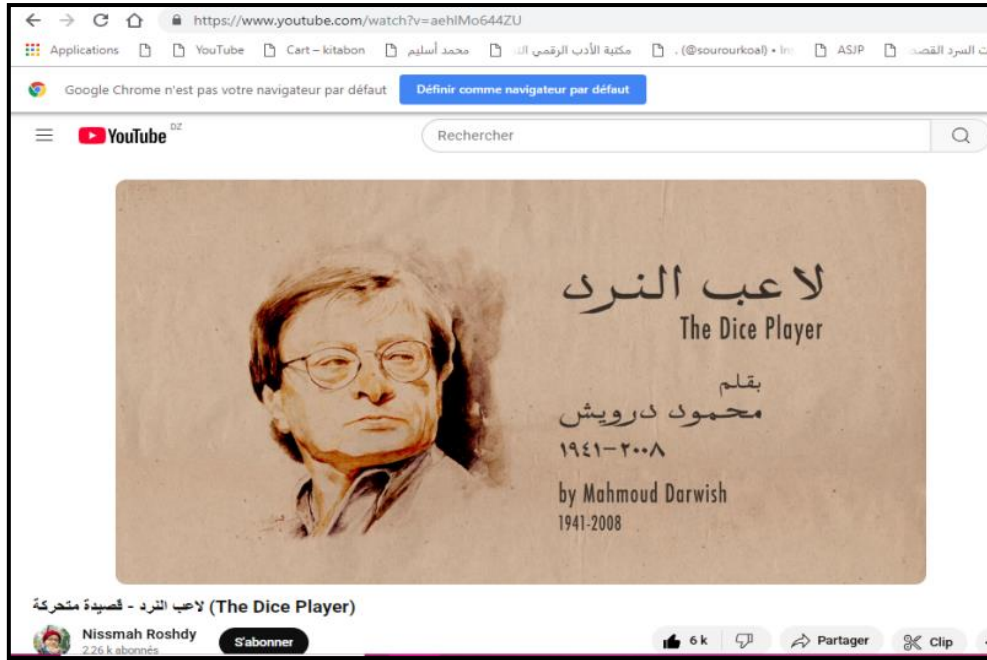 https://www.youtube.com/watch?v=aehIMo644ZU
Applications YouTube Cart – kitabon محمد أسليم مكتبة الأدب الرقمي (@sourourkoal) • ASJP ت السرد
Google Chrome n'est pas votre navigateur par défaut Définir comme navigateur par défaut
YouTube DZ Rechercher
لاعب النرد
The Dice Player
بقلم
محمود درويش
١٩٤١–٢٠٠٨
by Mahmoud Darwish
1941-2008
لاعب النرد - قصيدة متحركة (The Dice Player)
Nissmah Roshdy
2.26 k abonnés
S'abonner
6 k Partager Clip